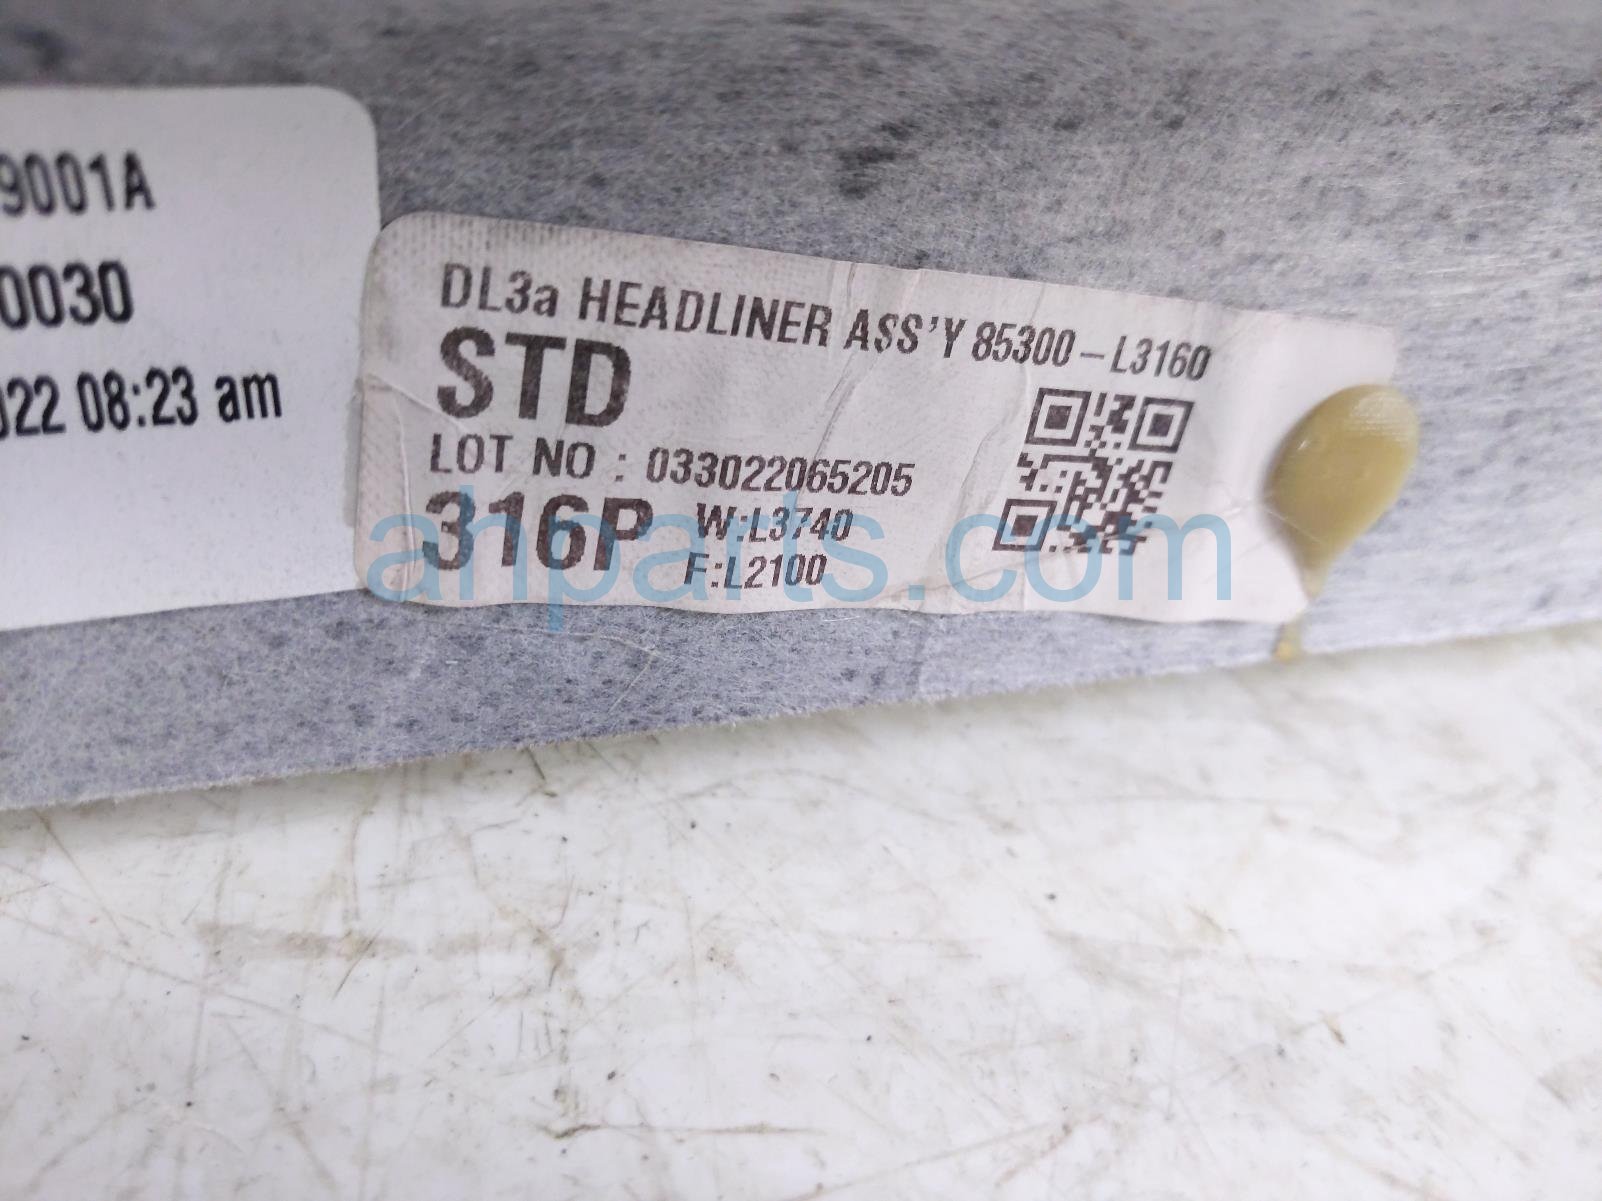 9001A
0030
022 08:23 am
DL3a HEADLINER ASS'Y 85300-L3160
STD
LOT NO : 033022065205
316P W:L3740
F:L2100
ahparts.com